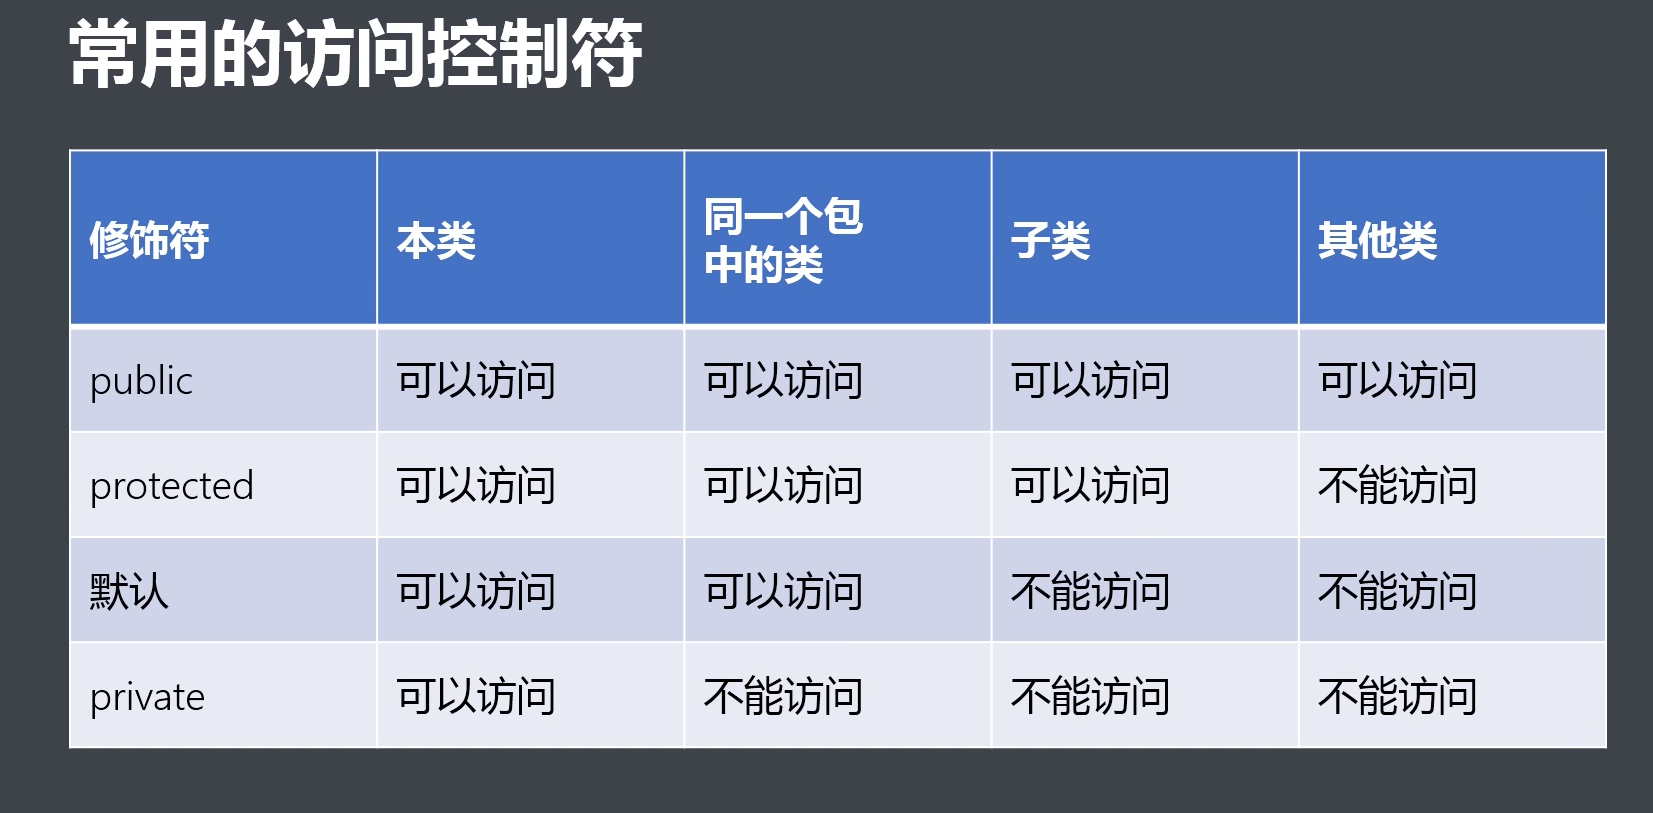 常用的访问控制符
修饰符 本类 同一个包 子类 其他类
中的类
public 可以访问 可以访问 可以访问 可以访问
protected 可以访问 可以访问 可以访问 不能访问
默认 可以访问 可以访问 不能访问 不能访问
private 可以访问 不能访问 不能访问 不能访问